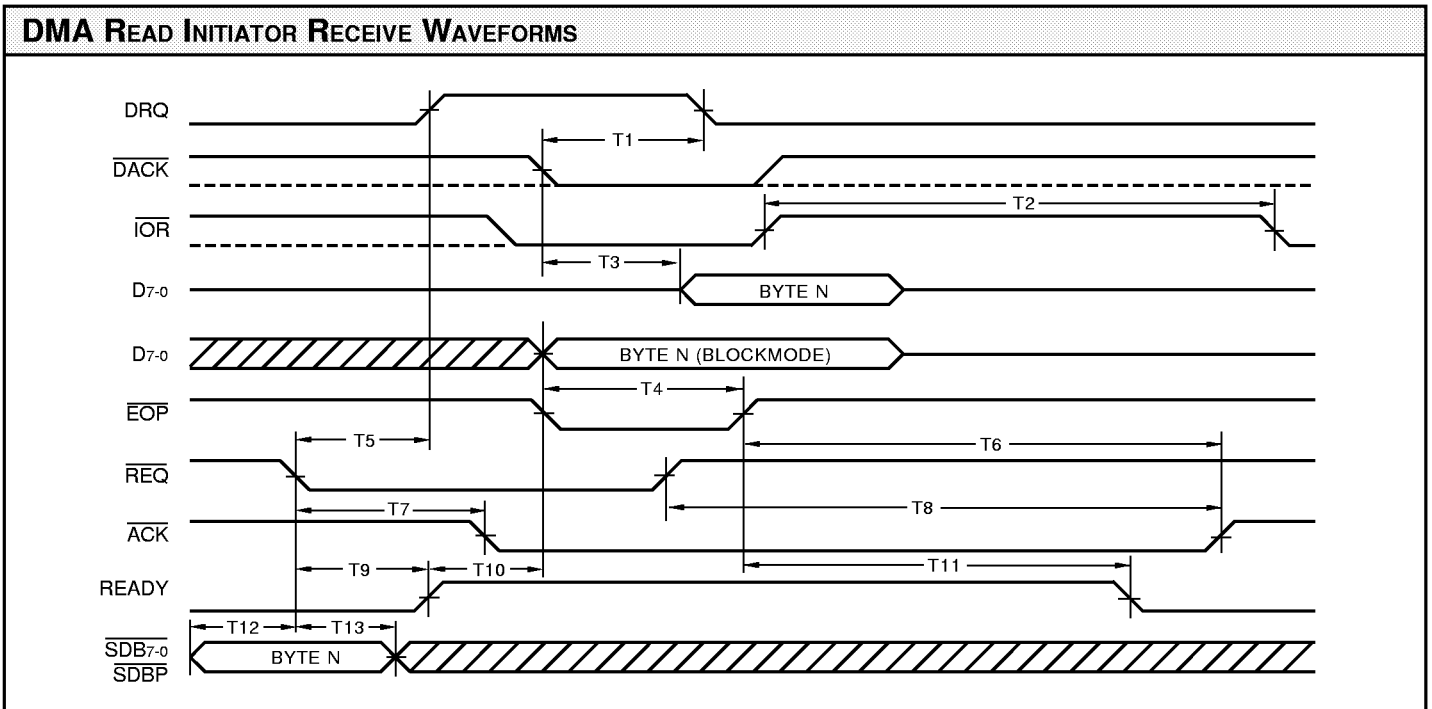 DMA READ INITIATOR RECEIVE WAVEFORMS
DRQ
T1
DACK
T2
IOR
T3
D7-0
BYTE N
D7-0
BYTE N (BLOCKMODE)
T4
EOP
T5
T6
REQ
T7
T8
ACK
T9
T10
T11
READY
T12
T13
SDB7-0
BYTE N
SDBP